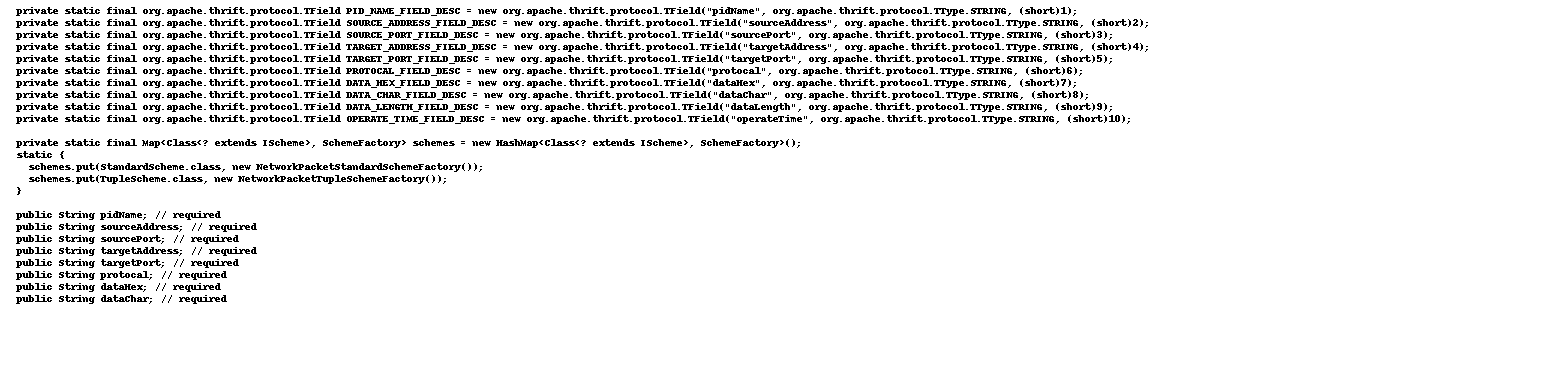 private static final org.apache.thrift.protocol.TField PID_NAME_FIELD_DESC = new org.apache.thrift.protocol.TField("pidName", org.apache.thrift.protocol.TType.STRING, (short)1);
private static final org.apache.thrift.protocol.TField SOURCE_ADDRESS_FIELD_DESC = new org.apache.thrift.protocol.TField("sourceAddress", org.apache.thrift.protocol.TType.STRING, (short)2);
private static final org.apache.thrift.protocol.TField SOURCE_PORT_FIELD_DESC = new org.apache.thrift.protocol.TField("sourcePort", org.apache.thrift.protocol.TType.STRING, (short)3);
private static final org.apache.thrift.protocol.TField TARGET_ADDRESS_FIELD_DESC = new org.apache.thrift.protocol.TField("targetAddress", org.apache.thrift.protocol.TType.STRING, (short)4);
private static final org.apache.thrift.protocol.TField TARGET_PORT_FIELD_DESC = new org.apache.thrift.protocol.TField("targetPort", org.apache.thrift.protocol.TType.STRING, (short)5);
private static final org.apache.thrift.protocol.TField PROTOCAL_FIELD_DESC = new org.apache.thrift.protocol.TField("protocal", org.apache.thrift.protocol.TType.STRING, (short)6);
private static final org.apache.thrift.protocol.TField DATA_HEX_FIELD_DESC = new org.apache.thrift.protocol.TField("dataHex", org.apache.thrift.protocol.TType.STRING, (short)7);
private static final org.apache.thrift.protocol.TField DATA_CHAR_FIELD_DESC = new org.apache.thrift.protocol.TField("dataChar", org.apache.thrift.protocol.TType.STRING, (short)8);
private static final org.apache.thrift.protocol.TField DATA_LENGTH_FIELD_DESC = new org.apache.thrift.protocol.TField("dataLength", org.apache.thrift.protocol.TType.STRING, (short)9);
private static final org.apache.thrift.protocol.TField OPERATE_TIME_FIELD_DESC = new org.apache.thrift.protocol.TField("operateTime", org.apache.thrift.protocol.TType.STRING, (short)10);
private static final Map<Class<? extends IScheme>, SchemeFactory> schemes = new HashMap<Class<? extends IScheme>, SchemeFactory>();
static {
schemes.put(StandardScheme.class, new NetworkPacketStandardSchemeFactory());
schemes.put(TupleScheme.class, new NetworkPacketTupleSchemeFactory());
}
public String pidName; // required
public String sourceAddress; // required
public String sourcePort; // required
public String targetAddress; // required
public String targetPort; // required
public String protocal; // required
public String dataHex; // required
public String dataChar; // required